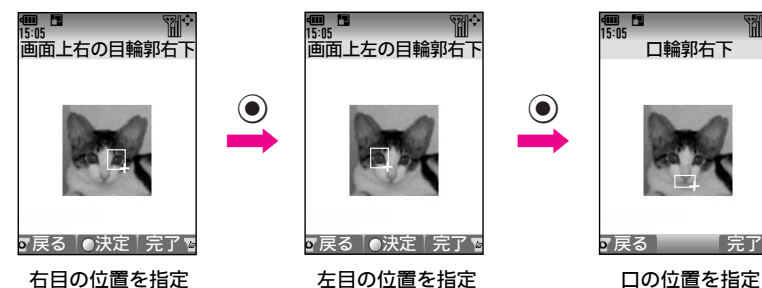 15:05
画面上右の目輪郭右下
戻る 決定 完了
右目の位置を指定
15:05
画面上左の目輪郭右下
戻る 決定 完了
左目の位置を指定
15:05
口輪郭右下
戻る 完了
口の位置を指定